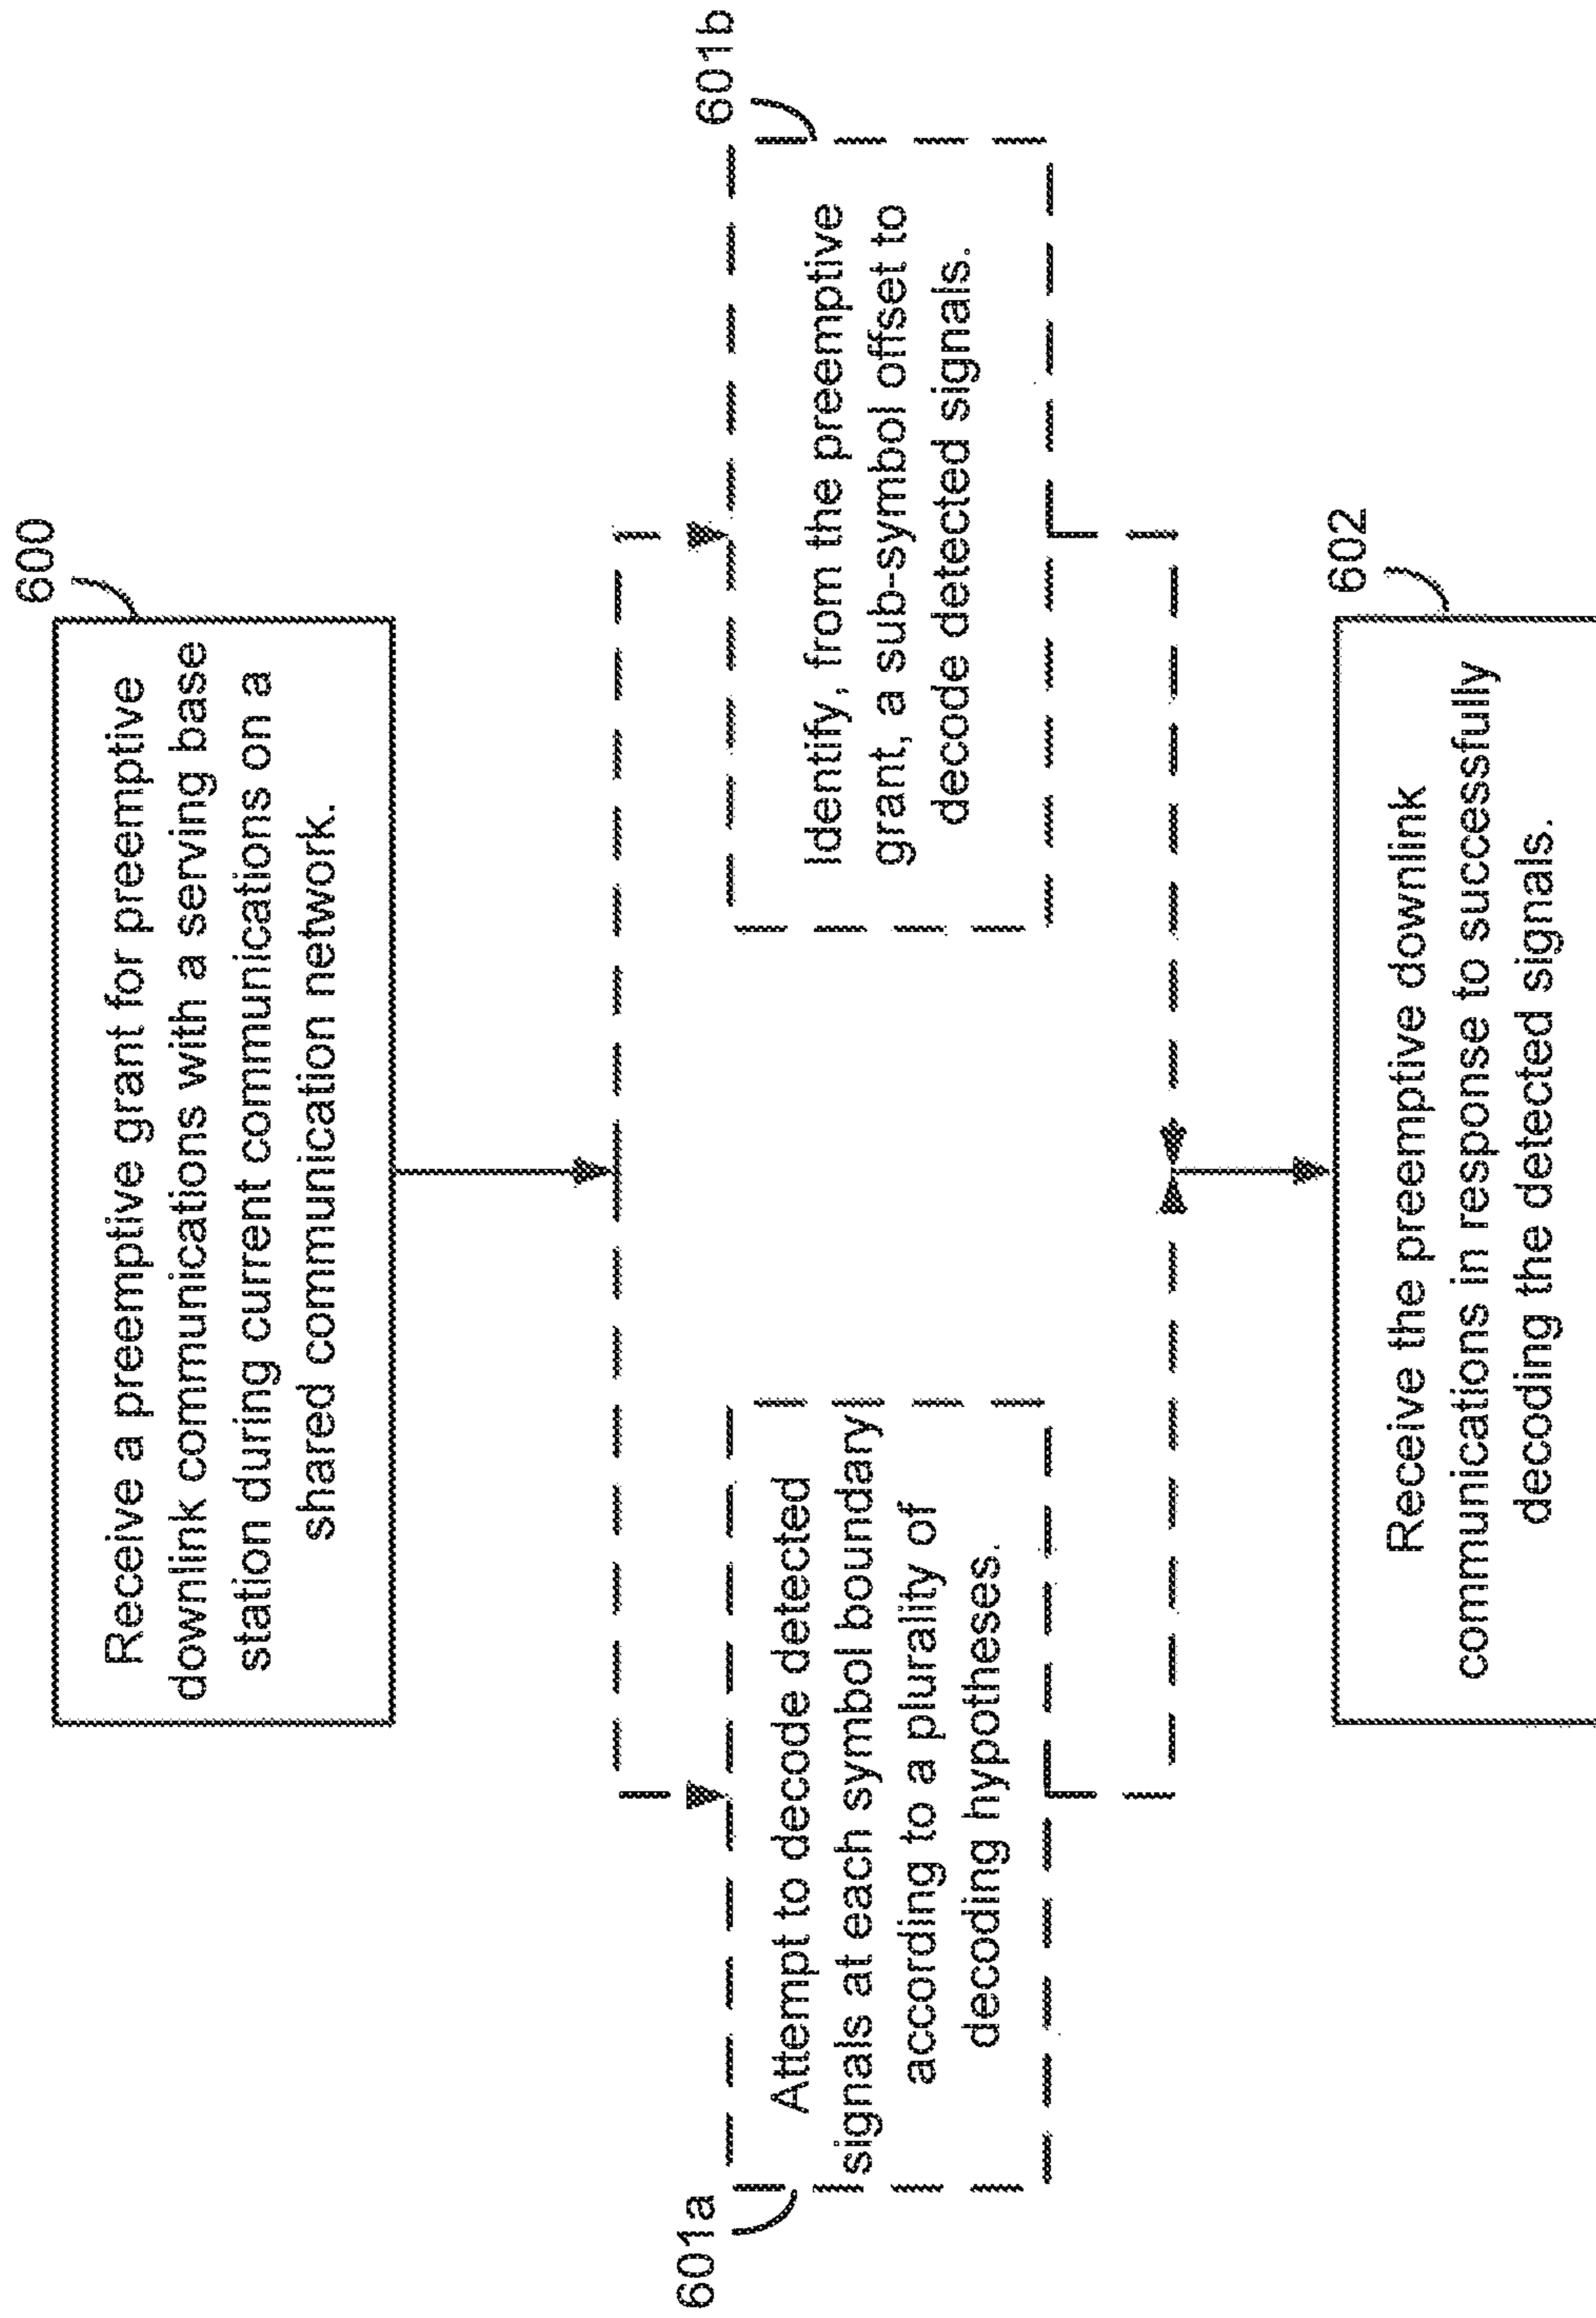 600
Receive a preemptive grant for preemptive
downlink communications with a serving base
station during current communications on a
shared communication network.
601a
Attempt to decode detected
signals at each symbol boundary
according to a plurality of
decoding hypotheses.
601b
Identify, from the preemptive
grant, a sub-symbol offset to
decode detected signals.
602
Receive the preemptive downlink
communications in response to successfully
decoding the detected signals.